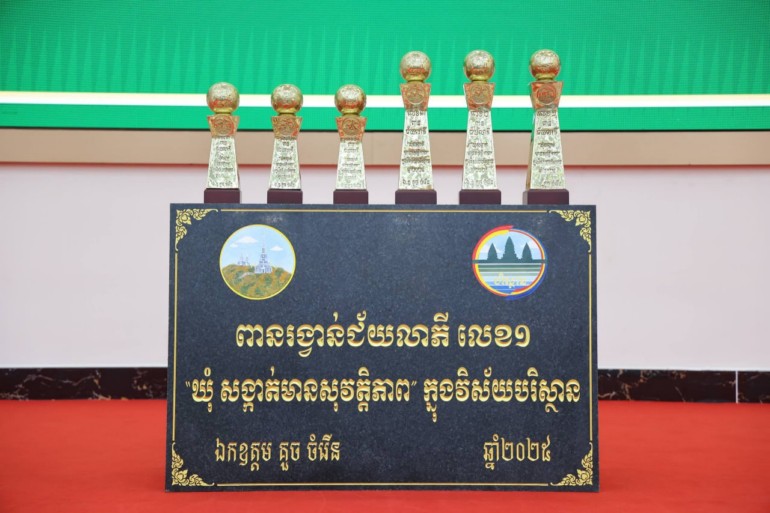 ពានរង្វាន់ជ័យលាភី លេខ១
"ឃុំ សង្កាត់មានសុវត្ថិភាព" ក្នុងវិស័យបរិស្ថាន
ឯកឧត្តម គួច ចំរើន
ឆ្នាំ២០២៥